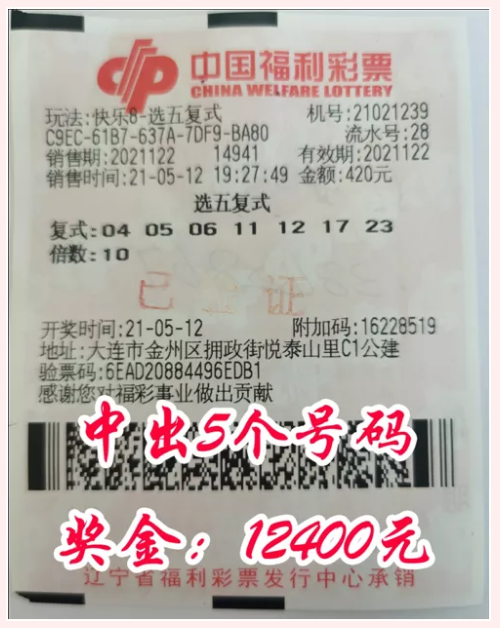 中国福利彩票
CHINA WELFARE LOTTERY
玩法:快乐8-选五复式 机号:21021239
C9EC-61B7-637A-7DF9-BA80 流水号:28
销售期:2021122 14941 有效期:2021122
销售时间:21-05-12 19:27:49 金额:420元
选五复式
复式:04 05 06 11 12 17 23
倍数:10
开奖时间:21-05-12 附加码:16228519
地址:大连市金州区拥政街悦泰山里C1公建
验票码:6EAD20884496EDB1
感谢您对福彩事业做出贡献
中出5个号码
奖金：12400元
辽宁省福利彩票发行中心承销